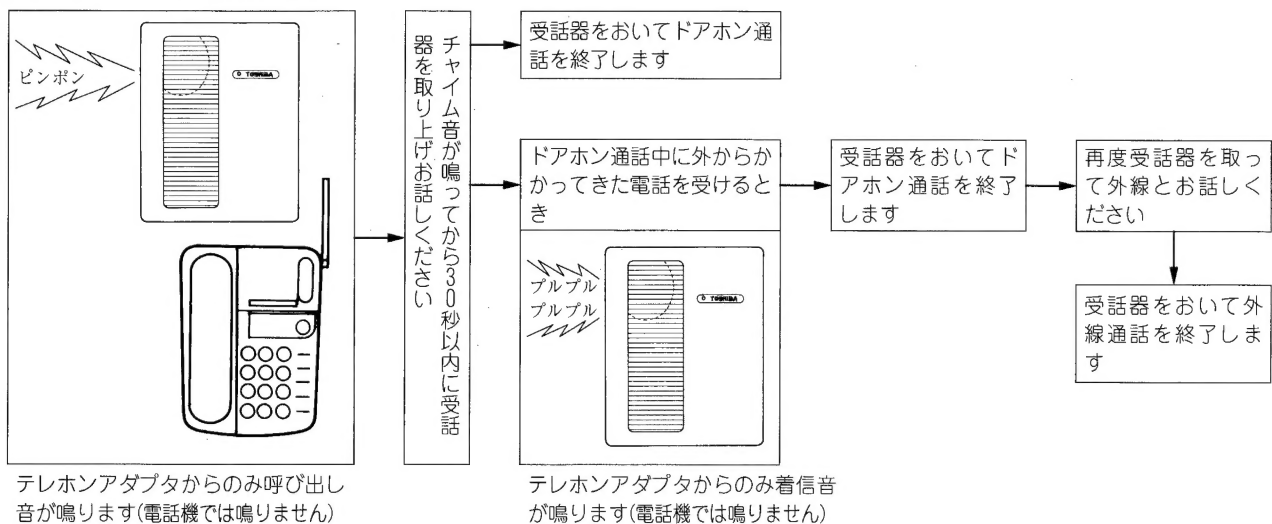 ピンポン
TOSHIBA
テレホンアダプタからのみ呼び出し
音が鳴ります(電話機では鳴りません)
チャイム音が鳴ってから30秒以内に受話
器を取り上げお話しください
受話器をおいてドアホン通
話を終了します
ドアホン通話中に外からか
かってきた電話を受けると
き
プルプル
プルプル
TOSHIBA
テレホンアダプタからのみ着信音
が鳴ります(電話機では鳴りません)
受話器をおいてド
アホン通話を終了
します
再度受話器を取っ
て外線とお話しく
ださい
受話器をおいて外
線通話を終了しま
す